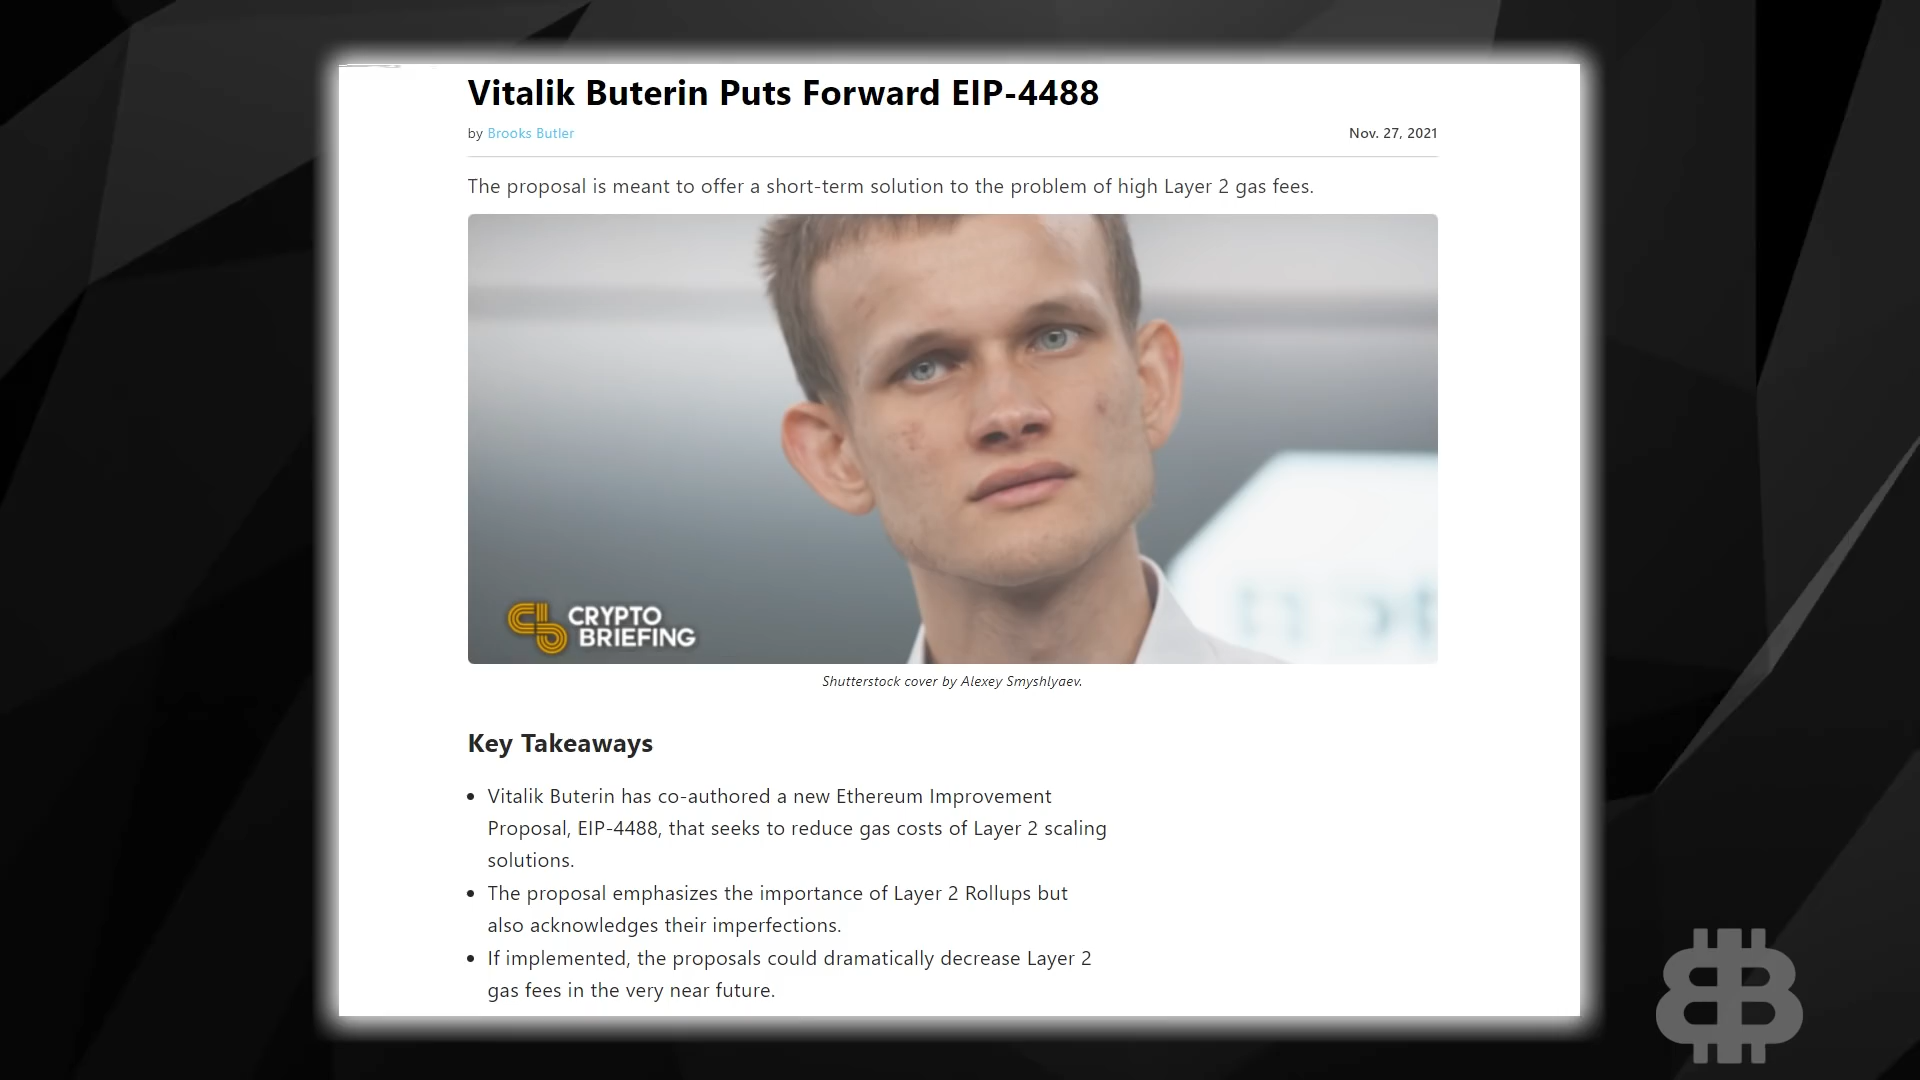 Vitalik Buterin Puts Forward EIP-4488
by Brooks Butler
Nov. 27, 2021
The proposal is meant to offer a short-term solution to the problem of high Layer 2 gas fees.
CRYPTO
BRIEFING
Shutterstock cover by Alexey Smyshlyaev.
Key Takeaways
• Vitalik Buterin has co-authored a new Ethereum Improvement
Proposal, EIP-4488, that seeks to reduce gas costs of Layer 2 scaling
solutions.
• The proposal emphasizes the importance of Layer 2 Rollups but
also acknowledges their imperfections.
• If implemented, the proposals could dramatically decrease Layer 2
gas fees in the very near future.